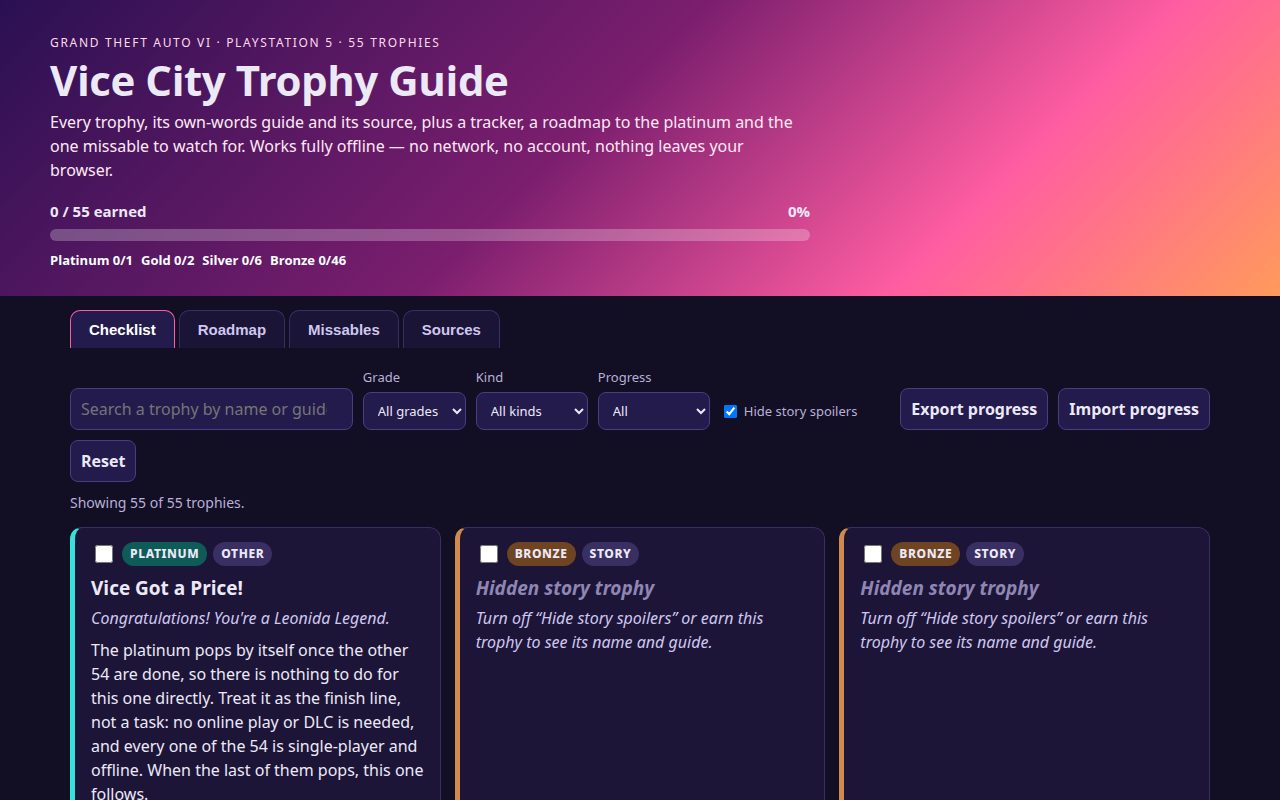 GRAND THEFT AUTO VI · PLAYSTATION 5 · 55 TROPHIES
Vice City Trophy Guide
Every trophy, its own-words guide and its source, plus a tracker, a roadmap to the platinum and the
one missable to watch for. Works fully offline — no network, no account, nothing leaves your
browser.
0 / 55 earned 0%
Platinum 0/1 Gold 0/2 Silver 0/6 Bronze 0/46
Checklist Roadmap Missables Sources
Grade Kind Progress
Search a trophy by name or guid All grades All kinds All Hide story spoilers Export progress Import progress
Reset
Showing 55 of 55 trophies.
PLATINUM OTHER
Vice Got a Price!
Congratulations! You're a Leonida Legend.
The platinum pops by itself once the other
54 are done, so there is nothing to do for
this one directly. Treat it as the finish line,
not a task: no online play or DLC is needed,
and every one of the 54 is single-player and
offline. When the last of them pops, this one
follows.
BRONZE STORY
Hidden story trophy
Turn off “Hide story spoilers” or earn this
trophy to see its name and guide.
BRONZE STORY
Hidden story trophy
Turn off “Hide story spoilers” or earn this
trophy to see its name and guide.